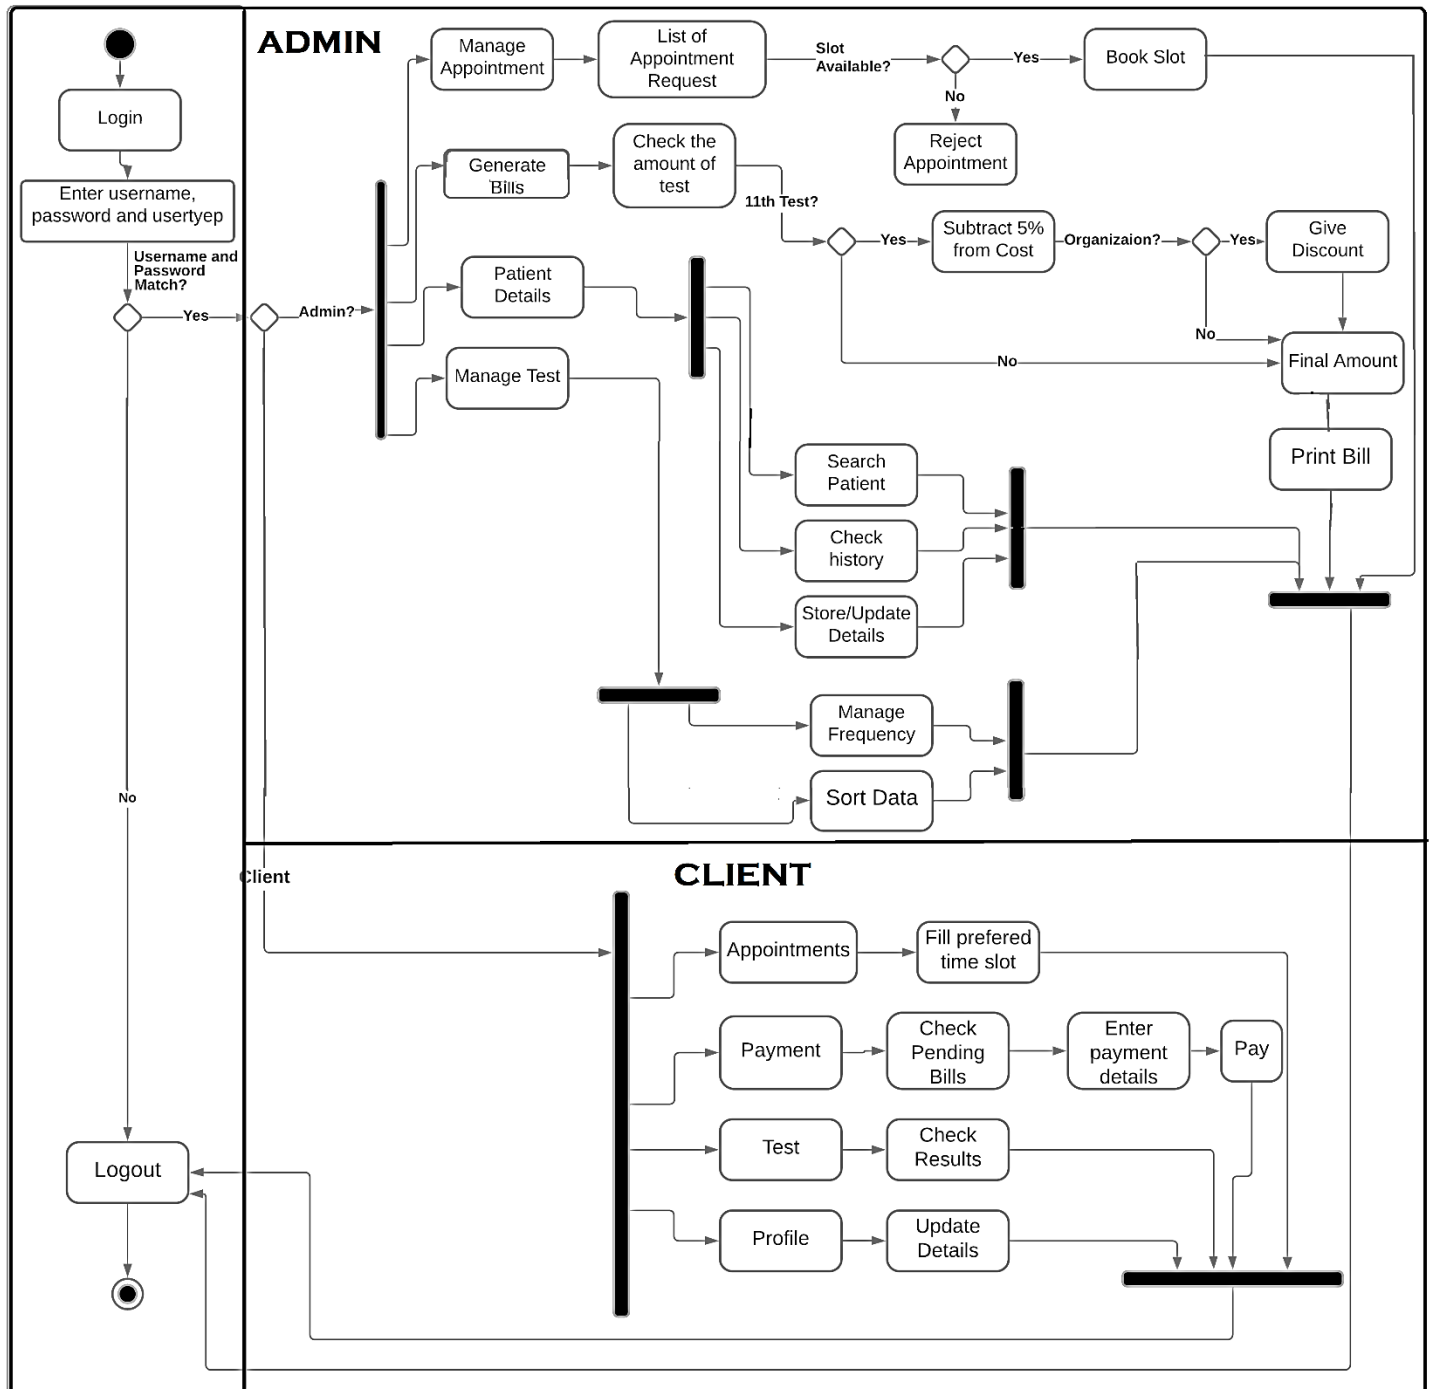 ADMIN
Manage
Appointment
List of
Appointment
Request
Slot
Available?
Yes
Book Slot
No
Reject
Appointment
Login
Enter username,
password and usertyep
Username and
Password
Match?
Yes
Admin?
Generate
Bills
Check the
amount of
test
11th Test?
Yes
Subtract 5%
from Cost
Organizaion?
Yes
Give
Discount
No
No
Final Amount
Print Bill
Patient
Details
Manage Test
Search
Patient
Check
history
Store/Update
Details
Manage
Frequency
Sort Data
No
Client
CLIENT
Appointments
Fill prefered
time slot
Payment
Check
Pending
Bills
Enter
payment
details
Pay
Test
Check
Results
Profile
Update
Details
Logout